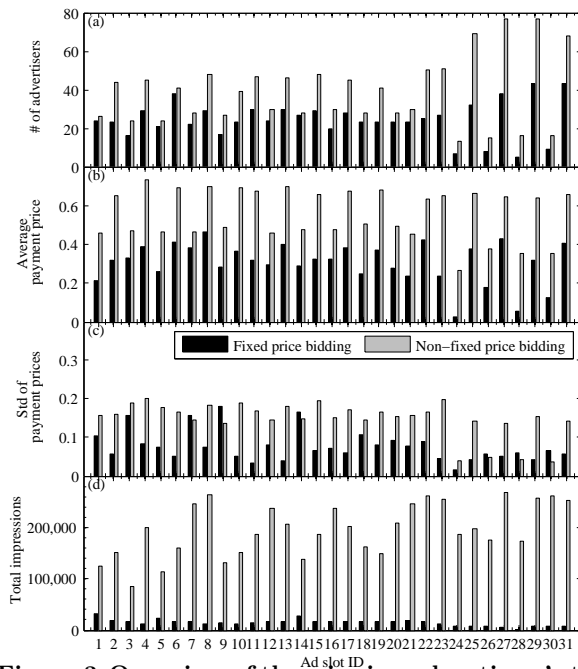 80
(a)
60
40
20
0
# of advertisers
(b)
0.6
0.4
0.2
0
Average
payment price
(c)
Fixed price bidding
Non-fixed price bidding
0.3
0.2
0.1
0
Std of
payment prices
(d)
200,000
100,000
0
Total impressions
1 2 3 4 5 6 7 8 9 10 11 12 13 14 15 16 17 18 19 20 21 22 23 24 25 26 27 28 29 30 31
Ad slot ID